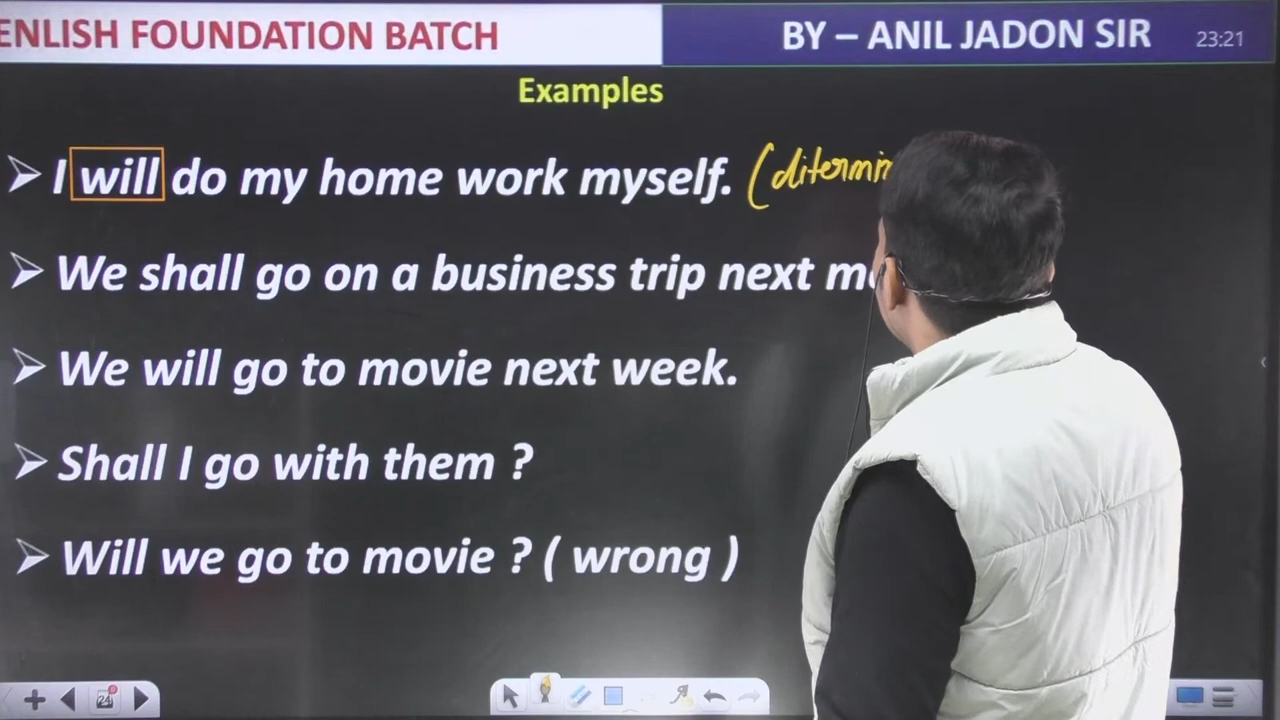 ENLISH FOUNDATION BATCH
BY – ANIL JADON SIR 23:21
Examples
➢ I will do my home work myself. (ditermin
➢ We shall go on a business trip next
➢ We will go to movie next week.
➢ Shall I go with them ?
➢ Will we go to movie ? ( wrong )
24